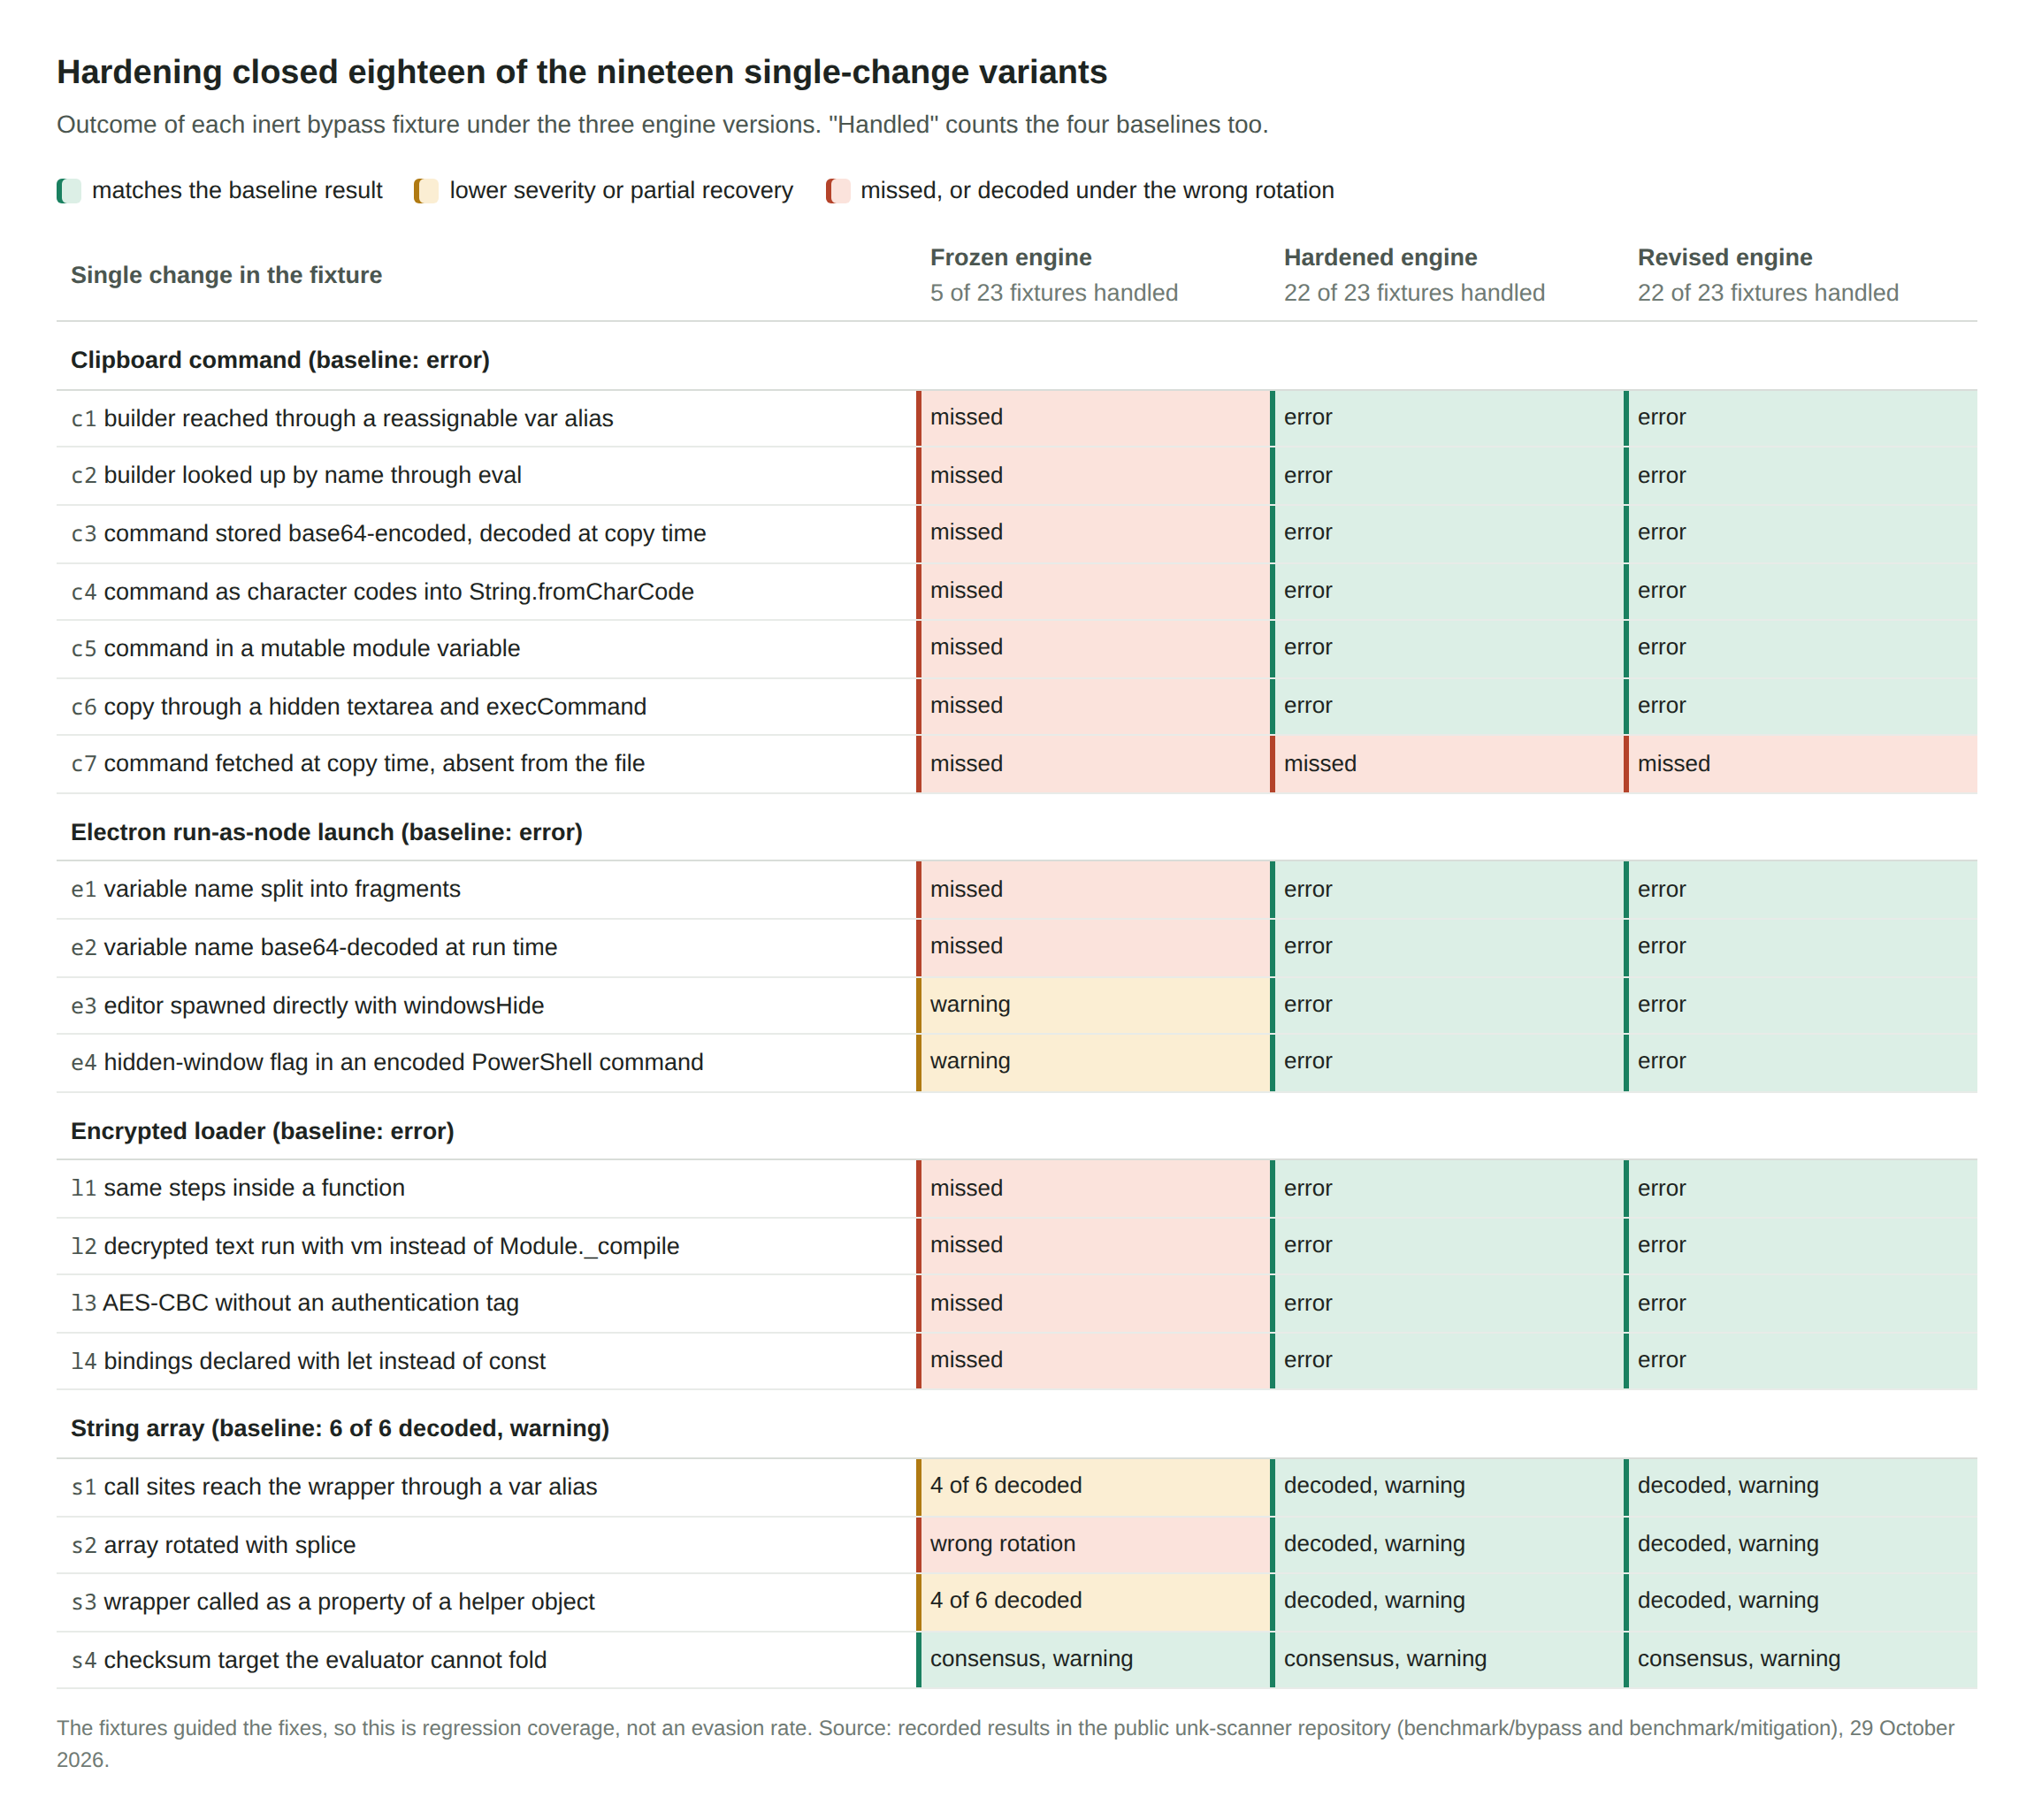 Hardening closed eighteen of the nineteen single-change variants
Outcome of each inert bypass fixture under the three engine versions. "Handled" counts the four baselines too.
matches the baseline result lower severity or partial recovery missed, or decoded under the wrong rotation
Single change in the fixture Frozen engine Hardened engine Revised engine
5 of 23 fixtures handled 22 of 23 fixtures handled 22 of 23 fixtures handled
Clipboard command (baseline: error)
c1 builder reached through a reassignable var alias missed error error
c2 builder looked up by name through eval missed error error
c3 command stored base64-encoded, decoded at copy time missed error error
c4 command as character codes into String.fromCharCode missed error error
c5 command in a mutable module variable missed error error
c6 copy through a hidden textarea and execCommand missed error error
c7 command fetched at copy time, absent from the file missed missed missed
Electron run-as-node launch (baseline: error)
e1 variable name split into fragments missed error error
e2 variable name base64-decoded at run time missed error error
e3 editor spawned directly with windowsHide warning error error
e4 hidden-window flag in an encoded PowerShell command warning error error
Encrypted loader (baseline: error)
l1 same steps inside a function missed error error
l2 decrypted text run with vm instead of Module._compile missed error error
l3 AES-CBC without an authentication tag missed error error
l4 bindings declared with let instead of const missed error error
String array (baseline: 6 of 6 decoded, warning)
s1 call sites reach the wrapper through a var alias 4 of 6 decoded decoded, warning decoded, warning
s2 array rotated with splice wrong rotation decoded, warning decoded, warning
s3 wrapper called as a property of a helper object 4 of 6 decoded decoded, warning decoded, warning
s4 checksum target the evaluator cannot fold consensus, warning consensus, warning consensus, warning
The fixtures guided the fixes, so this is regression coverage, not an evasion rate. Source: recorded results in the public unk-scanner repository (benchmark/bypass and benchmark/mitigation), 29 October
2026.